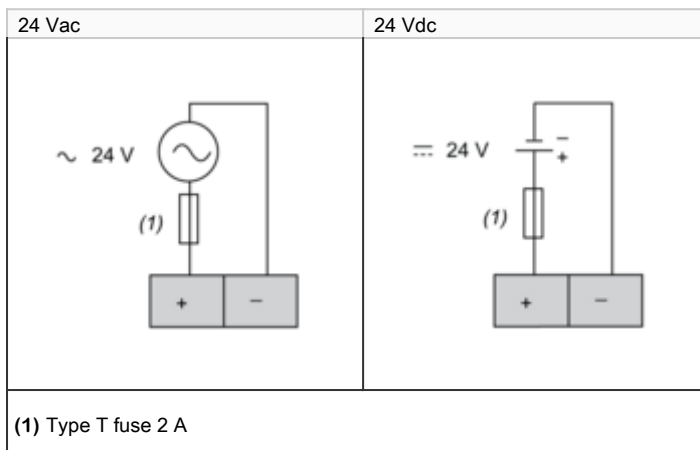 24 Vac
24 Vdc
~ 24 V
(1)
+ −
⎓ 24 V
−
+
(1)
+ −
(1) Type T fuse 2 A